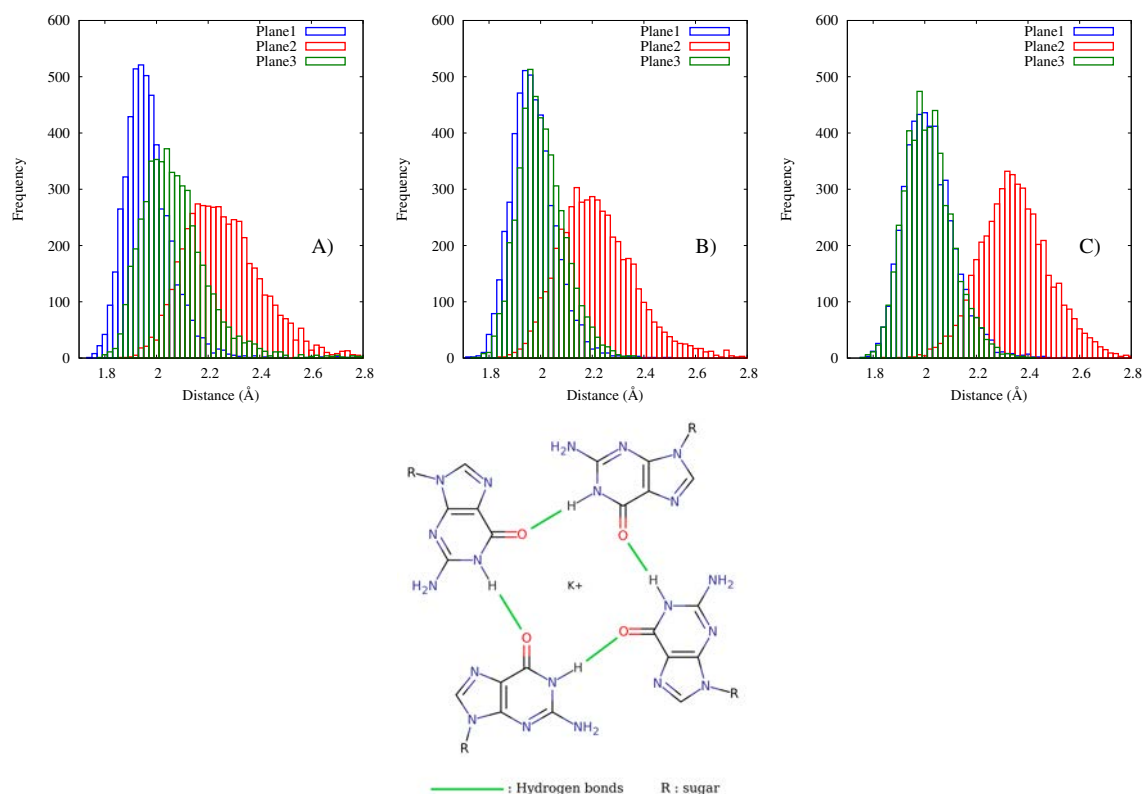 600
500
400
300
200
100
0
Frequency
1.8 2 2.2 2.4 2.6 2.8
Distance (Å)
Plane1
Plane2
Plane3
A)
600
500
400
300
200
100
0
Frequency
1.8 2 2.2 2.4 2.6 2.8
Distance (Å)
Plane1
Plane2
Plane3
B)
600
500
400
300
200
100
0
Frequency
1.8 2 2.2 2.4 2.6 2.8
Distance (Å)
Plane1
Plane2
Plane3
C)
R
N
N
N
N
H
H₂N
O
R
H₂N
N
N
N
N
H
O
K+
H
N
NH₂
O
N
N
N
R
O
H
N
N
N
N
NH₂
R
: Hydrogen bonds R : sugar